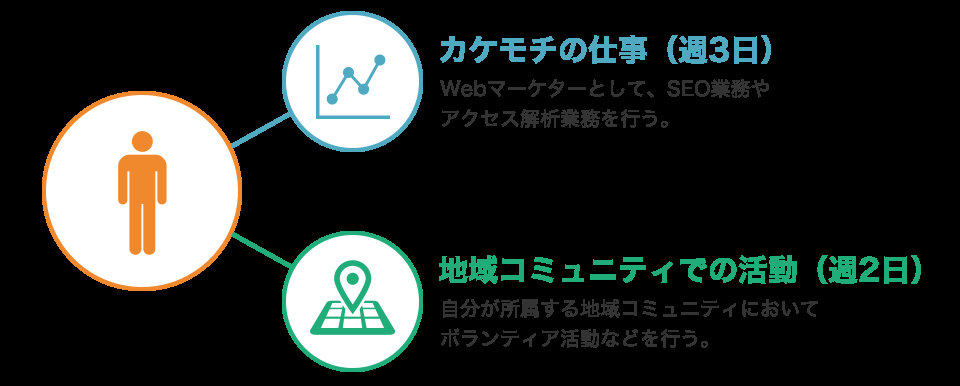 カケモチの仕事（週3日）
Webマーケターとして、SEO業務や
アクセス解析業務を行う。
地域コミュニティでの活動（週2日）
自分が所属する地域コミュニティにおいて
ボランティア活動などを行う。